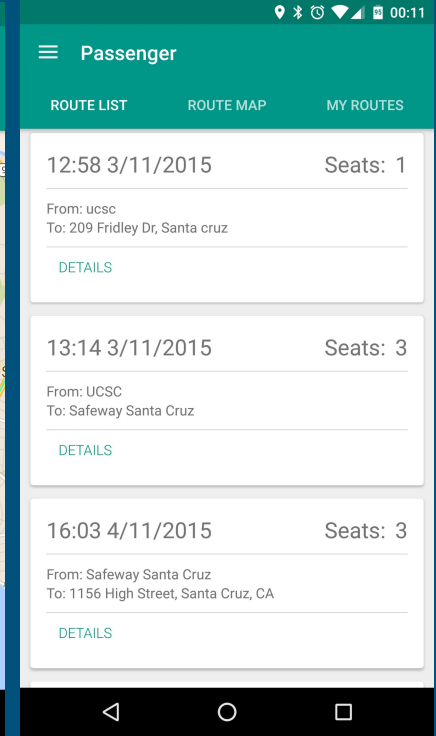 95 00:11
Passenger
ROUTE LIST ROUTE MAP MY ROUTES
12:58 3/11/2015 Seats: 1
From: ucsc
To: 209 Fridley Dr, Santa cruz
DETAILS
13:14 3/11/2015 Seats: 3
From: UCSC
To: Safeway Santa Cruz
DETAILS
16:03 4/11/2015 Seats: 3
From: Safeway Santa Cruz
To: 1156 High Street, Santa Cruz, CA
DETAILS